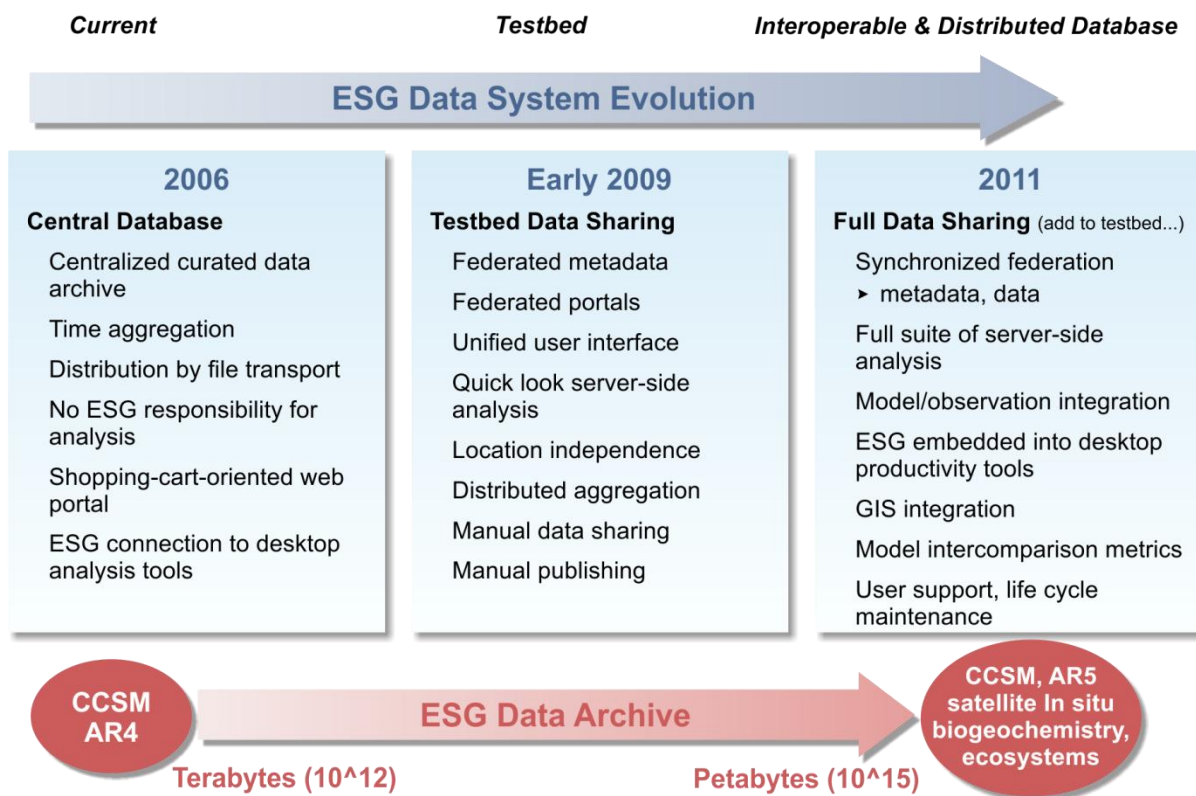 Current
Testbed
Interoperable & Distributed Database
ESG Data System Evolution
2006
Central Database
Centralized curated data
archive
Time aggregation
Distribution by file transport
No ESG responsibility for
analysis
Shopping-cart-oriented web
portal
ESG connection to desktop
analysis tools
Early 2009
Testbed Data Sharing
Federated metadata
Federated portals
Unified user interface
Quick look server-side
analysis
Location independence
Distributed aggregation
Manual data sharing
Manual publishing
2011
Full Data Sharing (add to testbed...)
Synchronized federation
➤ metadata, data
Full suite of server-side
analysis
Model/observation integration
ESG embedded into desktop
productivity tools
GIS integration
Model intercomparison metrics
User support, life cycle
maintenance
CCSM
AR4
ESG Data Archive
CCSM, AR5
satellite In situ
biogeochemistry,
ecosystems
Terabytes (10^12)
Petabytes (10^15)